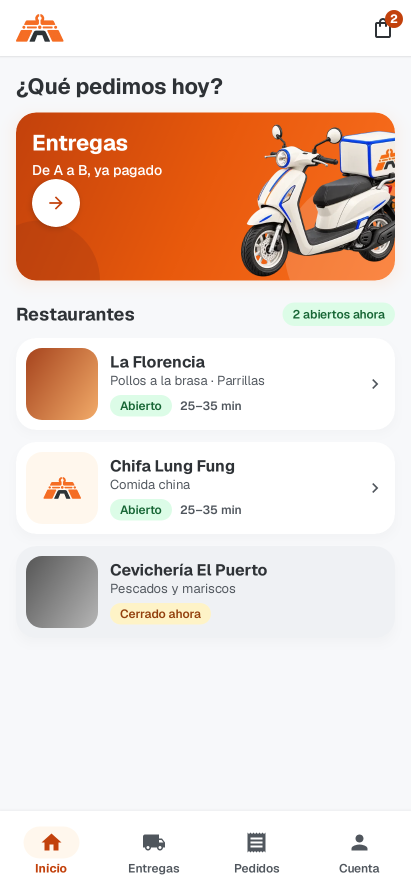 2
¿Qué pedimos hoy?
Entregas
De A a B, ya pagado
Restaurantes
2 abiertos ahora
La Florencia
Pollos a la brasa · Parrillas
Abierto
25–35 min
Chifa Lung Fung
Comida china
Abierto
25–35 min
Cevichería El Puerto
Pescados y mariscos
Cerrado ahora
Inicio
Entregas
Pedidos
Cuenta